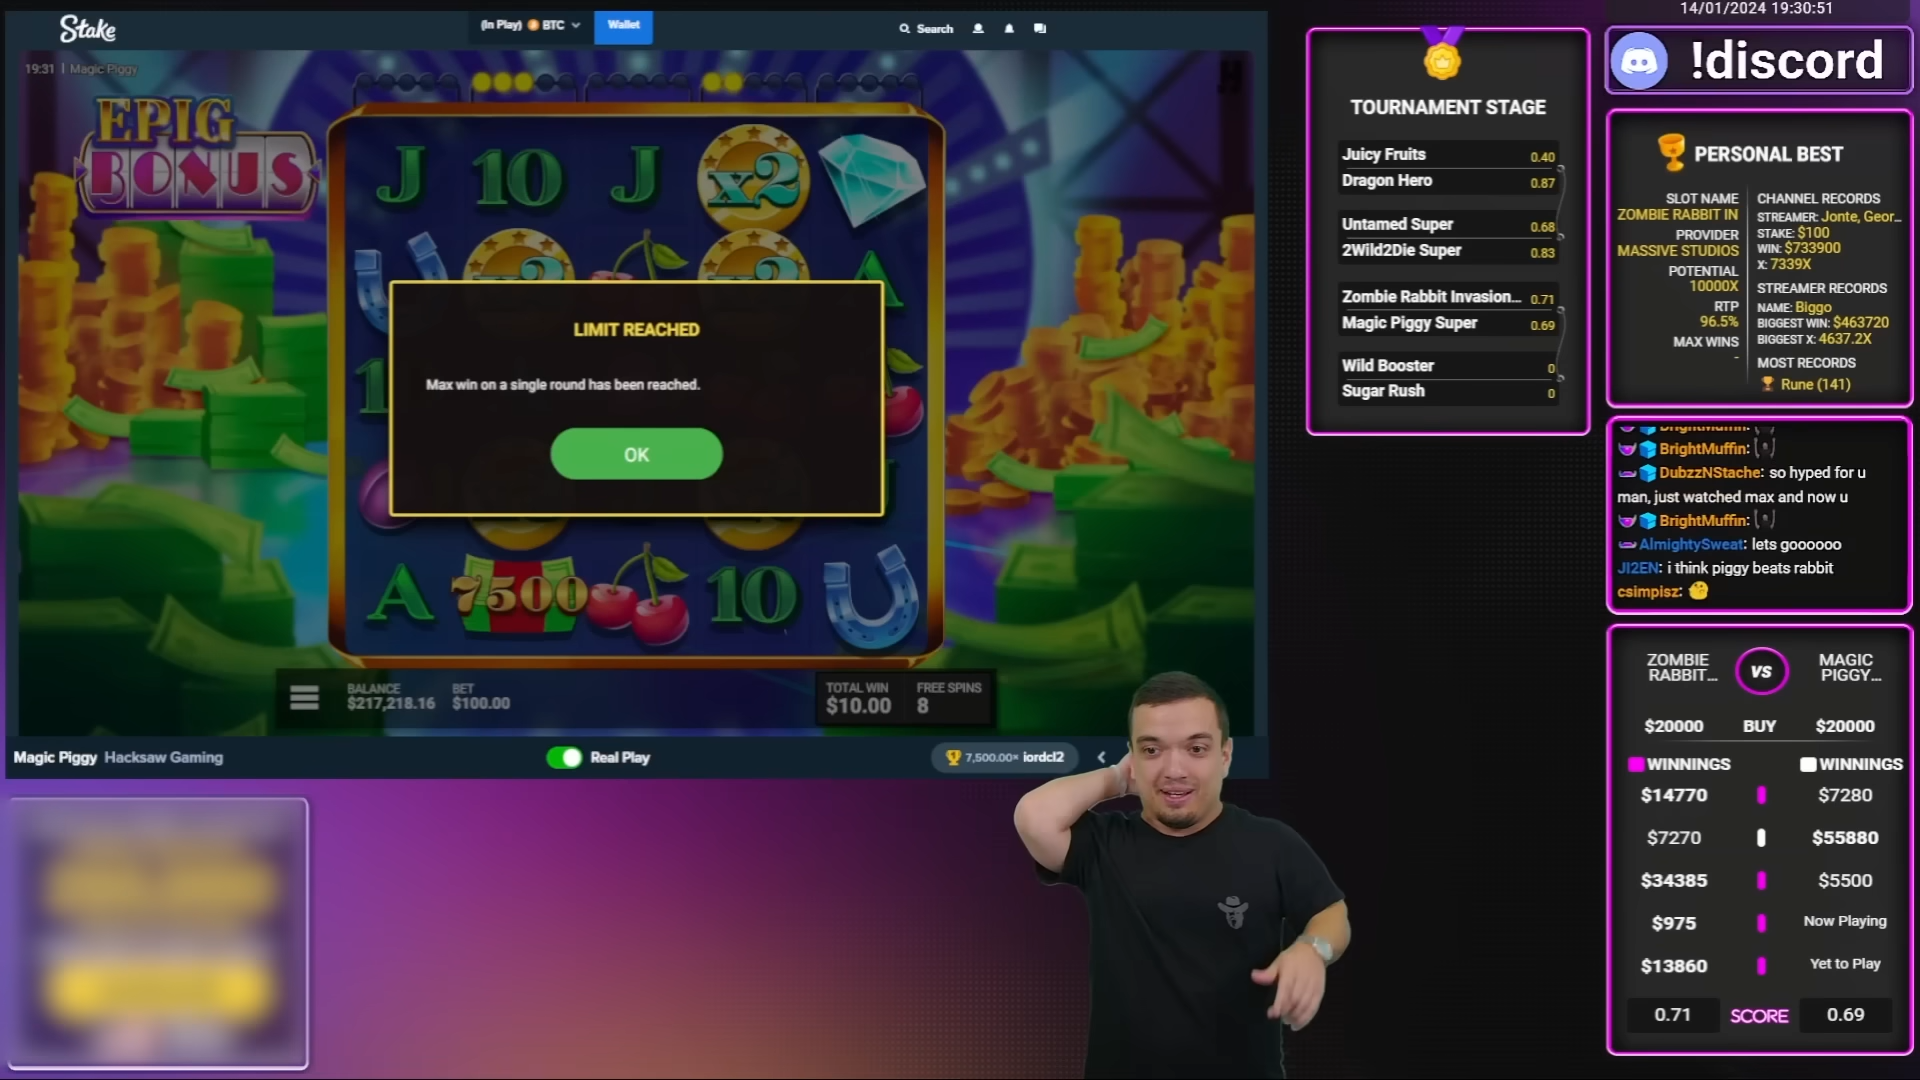 Stake
(In Play) BTC
Wallet
Search
19:31 | Magic Piggy
EPIG
BONUS
J
10
J
x2
A
LIMIT REACHED
Max win on a single round has been reached.
OK
A
7500
10
BALANCE
$217,218.16
BET
$100.00
TOTAL WIN
$10.00
FREE SPINS
8
Magic Piggy Hacksaw Gaming
Real Play
7,500.00× iordcl2
TOURNAMENT STAGE
Juicy Fruits 0.40
Dragon Hero 0.87
Untamed Super 0.68
2Wild2Die Super 0.83
Zombie Rabbit Invasion... 0.71
Magic Piggy Super 0.69
Wild Booster 0
Sugar Rush 0
14/01/2024 19:30:51
!discord
PERSONAL BEST
SLOT NAME
ZOMBIE RABBIT IN
PROVIDER
MASSIVE STUDIOS
POTENTIAL
10000X
RTP
96.5%
MAX WINS
-
CHANNEL RECORDS
STREAMER: Jonte, Geor...
STAKE: $100
WIN: $733900
X: 7339X
STREAMER RECORDS
NAME: Biggo
BIGGEST WIN: $463720
BIGGEST X: 4637.2X
MOST RECORDS
Rune (141)
BrightMuffin:
BrightMuffin:
DubzzNStache: so hyped for u
man, just watched max and now u
BrightMuffin:
AlmightySweat: lets goooooo
JI2EN: i think piggy beats rabbit
csimpisz:
ZOMBIE
RABBIT...
VS
MAGIC
PIGGY...
$20000 BUY $20000
WINNINGS WINNINGS
$14770 $7280
$7270 $55880
$34385 $5500
$975 Now Playing
$13860 Yet to Play
0.71 SCORE 0.69